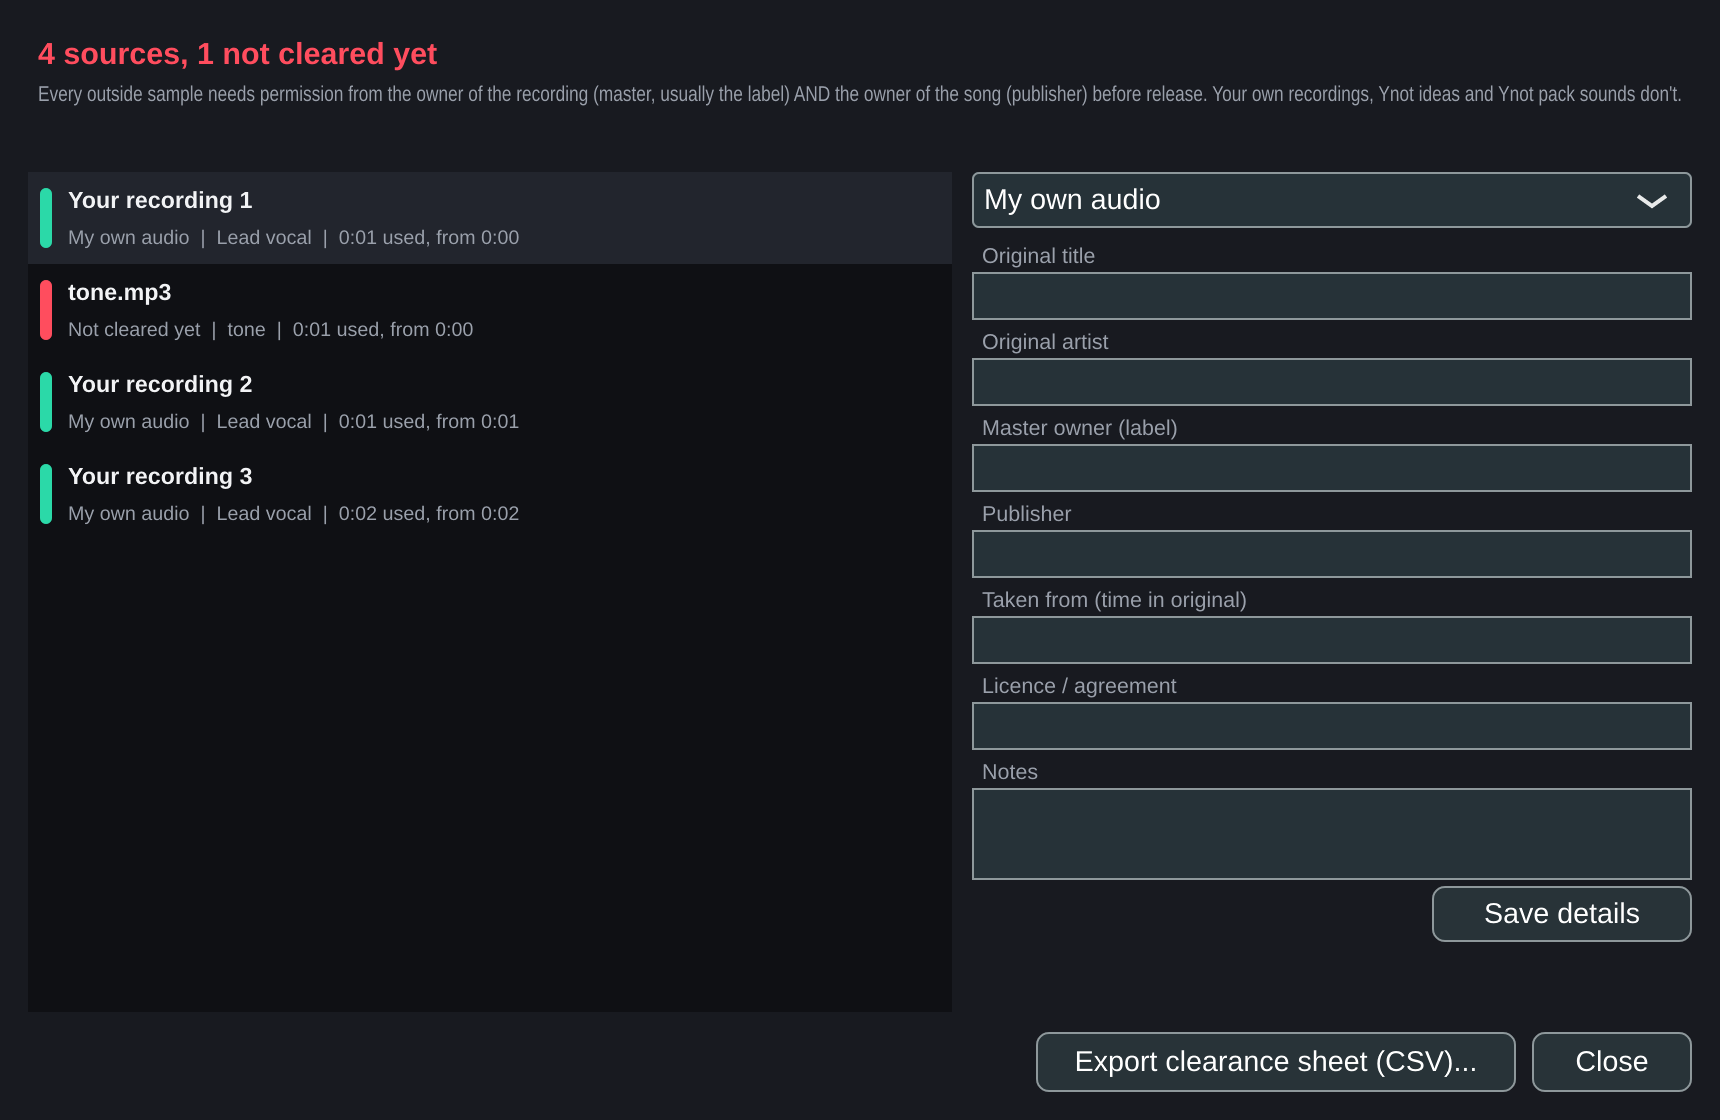 4 sources, 1 not cleared yet
Every outside sample needs permission from the owner of the recording (master, usually the label) AND the owner of the song (publisher) before release. Your own recordings, Ynot ideas and Ynot pack sounds don't.
Your recording 1
My own audio | Lead vocal | 0:01 used, from 0:00
tone.mp3
Not cleared yet | tone | 0:01 used, from 0:00
Your recording 2
My own audio | Lead vocal | 0:01 used, from 0:01
Your recording 3
My own audio | Lead vocal | 0:02 used, from 0:02
My own audio
Original title
Original artist
Master owner (label)
Publisher
Taken from (time in original)
Licence / agreement
Notes
Save details
Export clearance sheet (CSV)...
Close